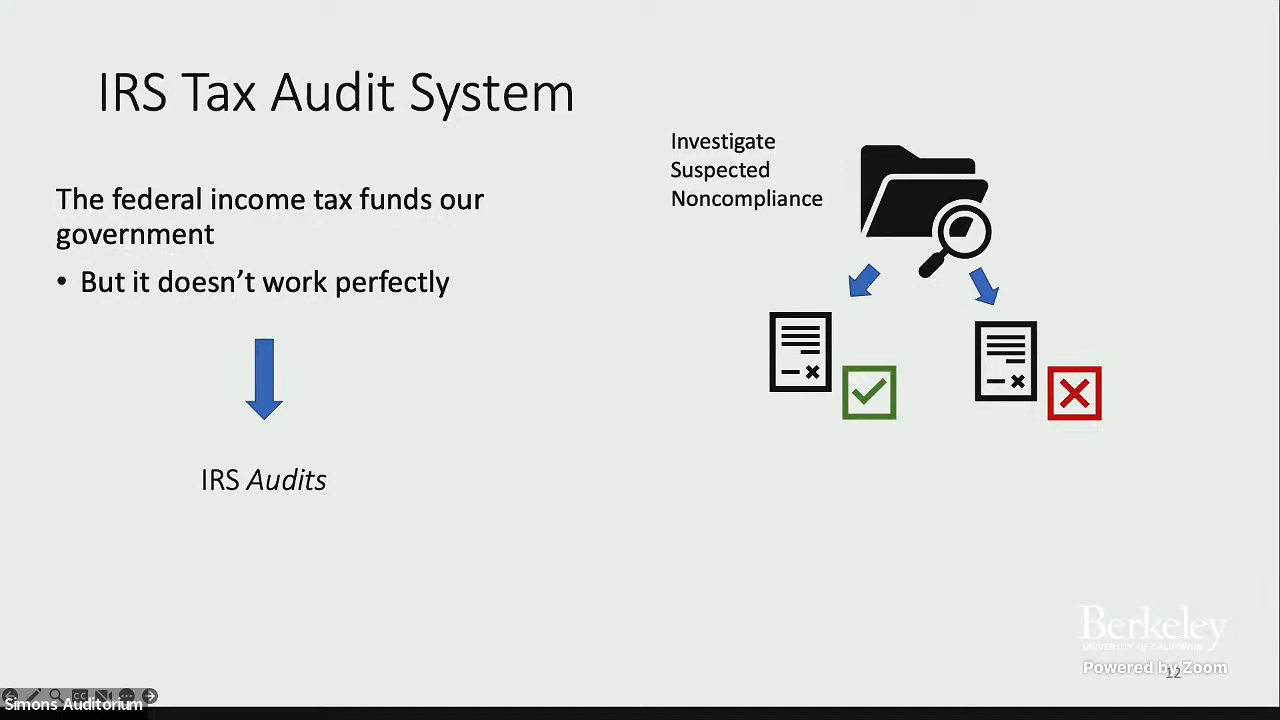 IRS Tax Audit System
The federal income tax funds our
government
• But it doesn’t work perfectly
IRS Audits
Investigate
Suspected
Noncompliance
Berkeley
UNIVERSITY OF CALIFORNIA
Powered by Zoom
12
Simons Auditorium